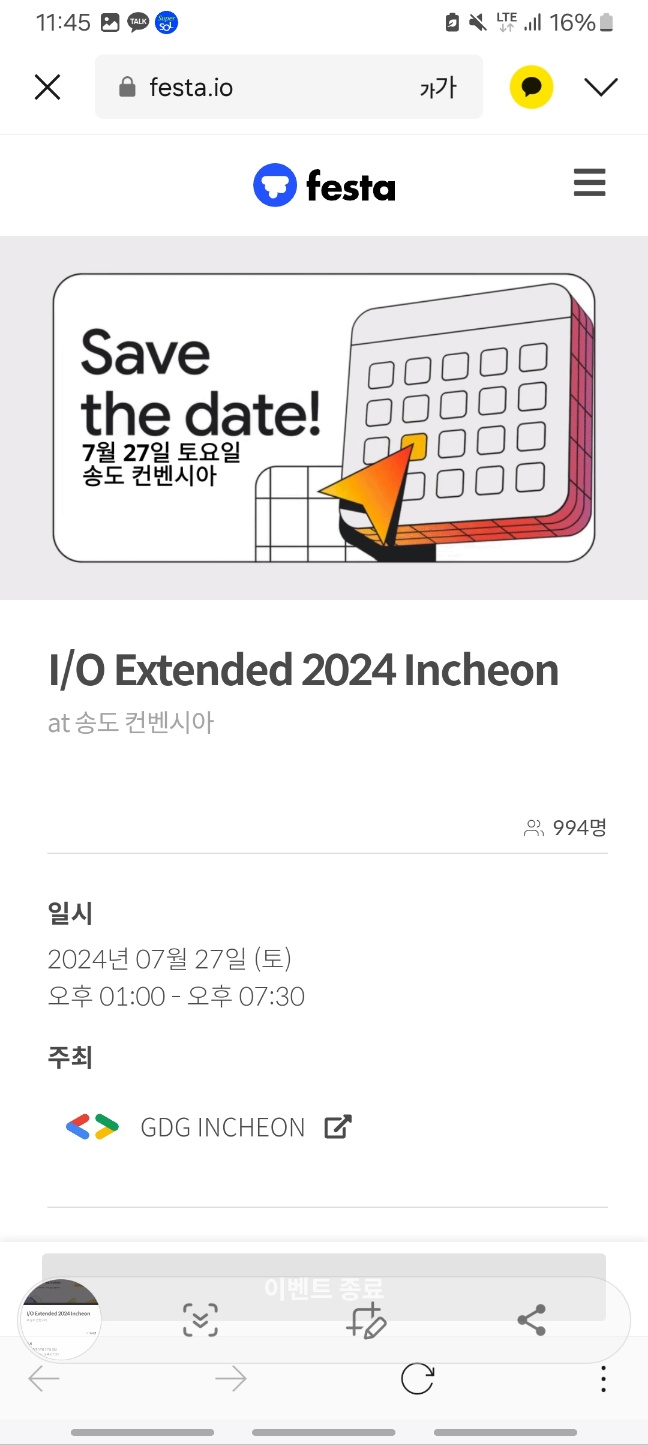 11:45
TALK
Super SOL
LTE
16%
festa.io
가가
festa
Save
the date!
7월 27일 토요일
송도 컨벤시아
I/O Extended 2024 Incheon
at 송도 컨벤시아
994명
일시
2024년 07월 27일 (토)
오후 01:00 - 오후 07:30
주최
GDG INCHEON
이벤트 종료
I/O Extended 2024 Incheon